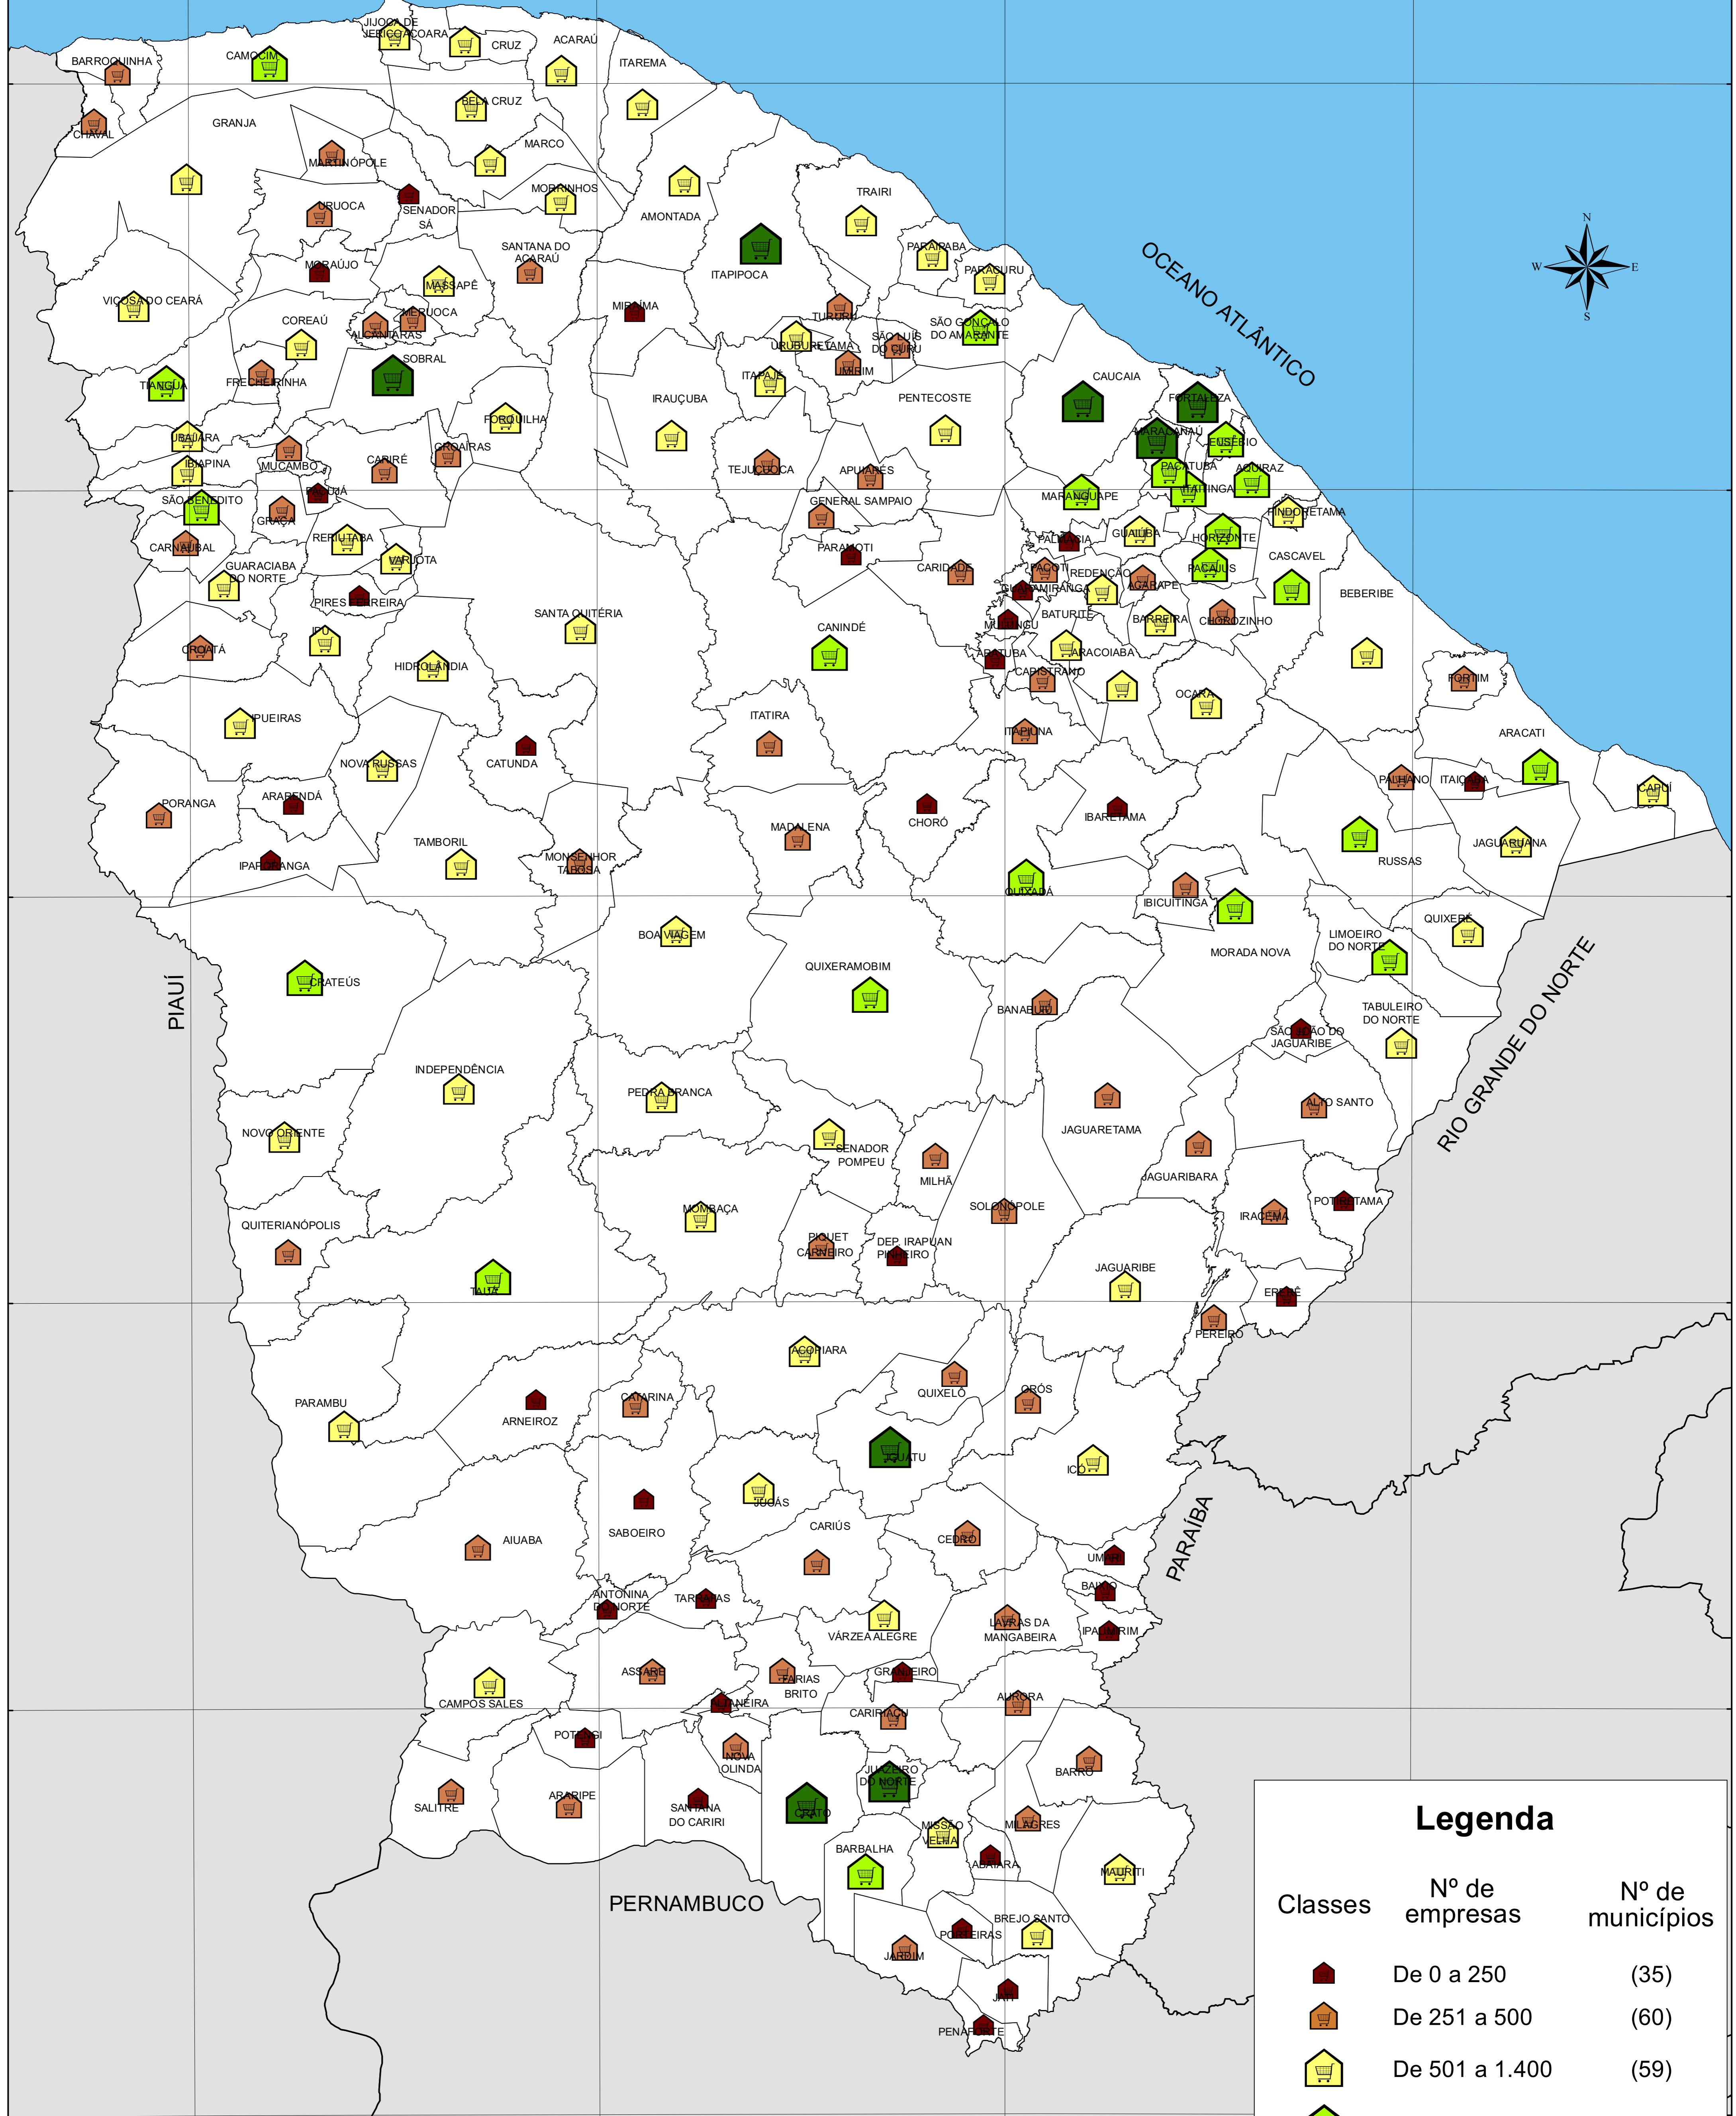 JIJOCA DE
JERICOACOARA
CRUZ
ACARAÚ
ITAREMA
BARROQUINHA
CAMOCIM
BELA CRUZ
CHAVAL
GRANJA
MARCO
MARTINÓPOLE
MORRINHOS
URUOCA
SENADOR
SÁ
AMONTADA
TRAIRI
SANTANA DO
ACARAÚ
ITAPIPOCA
PARAIPABA
PARACURU
OCEANO ATLÂNTICO
N
W
E
S
MORAÚJO
MASSAPÊ
VIÇOSA DO CEARÁ
MIRAÍMA
MERUOCA
TURURU
COREAÚ
ALCÂNTARAS
SÃO GONÇALO
DO AMARANTE
URUBURETAMA
SÃO LUÍS
DO CURU
SOBRAL
UMIRIM
TIANGUÁ
FRECHEIRINHA
ITAPAJÉ
CAUCAIA
IRAUÇUBA
PENTECOSTE
FORTALEZA
FORQUILHA
MARACANAÚ
EUSÉBIO
UBAJARA
GROAÍRAS
IBIAPINA
MUCAMBO
CARIRÉ
TEJUÇUOCA
APUIARÉS
PACATUBA
AQUIRAZ
PACUJÁ
ITAITINGA
MARANGUAPE
SÃO BENEDITO
GENERAL SAMPAIO
PINDORETAMA
GRAÇA
CARNAUBAL
RERIUTABA
VARJOTA
PARAMOTI
PALMÁCIA
GUAIÚBA
HORIZONTE
CASCAVEL
GUARACIABA
DO NORTE
CARIDADE
PACOTI
REDENÇÃO
PACAJUS
GUARAMIRANGA
ACARAPE
BEBERIBE
PIRES FERREIRA
SANTA QUITÉRIA
CANINDÉ
MULUNGU
BATURITÉ
BARREIRA
CHOROZINHO
IPU
CROATÁ
HIDROLÂNDIA
ARATUBA
ARACOIABA
CAPISTRANO
FORTIM
OCARA
IPUEIRAS
ITATIRA
ITAPIÚNA
ARACATI
NOVA RUSSAS
CATUNDA
PALHANO
ITAIÇABA
ICAPUÍ
PORANGA
ARARENDÁ
CHORÓ
IBARETAMA
MADALENA
TAMBORIL
JAGUARUANA
IPAPORANGA
MONSENHOR
TABOSA
RUSSAS
QUIXADÁ
IBICUITINGA
QUIXERÉ
BOA VIAGEM
LIMOEIRO
DO NORTE
MORADA NOVA
QUIXERAMOBIM
CRATEÚS
PIAUÍ
BANABUIÚ
TABULEIRO
DO NORTE
RIO GRANDE DO NORTE
SÃO JOÃO DO
JAGUARIBE
INDEPENDÊNCIA
PEDRA BRANCA
ALTO SANTO
NOVO ORIENTE
JAGUARETAMA
SENADOR
POMPEU
MILHÃ
JAGUARIBARA
MOMBAÇA
SOLONÓPOLE
POTIRETAMA
IRACEMA
QUITERIANÓPOLIS
PIQUET
CARNEIRO
DEP. IRAPUAN
PINHEIRO
JAGUARIBE
TAUÁ
ERERÊ
PEREIRO
ACOPIARA
QUIXELÔ
ORÓS
PARAMBU
ARNEIROZ
CATARINA
IGUATU
ICÓ
JUCÁS
SABOEIRO
CARIÚS
CEDRO
AIUABA
UMARI
PARAÍBA
BAIXIO
ANTONINA
DO NORTE
TARRAFAS
VÁRZEA ALEGRE
LAVRAS DA
MANGABEIRA
IPAUMIRIM
ASSARÉ
FARIAS
BRITO
GRANJEIRO
CAMPOS SALES
ALTANEIRA
AURORA
CARIRIAÇU
POTENGI
NOVA
OLINDA
JUAZEIRO
DO NORTE
BARRO
SALITRE
ARARIPE
SANTANA
DO CARIRI
CRATO
MISSÃO
VELHA
MILAGRES
BARBALHA
ABAIARA
MAURITI
PERNAMBUCO
BREJO SANTO
PORTEIRAS
JARDIM
JATI
PENAFORTE
Legenda
Classes
Nº de
empresas
Nº de
municípios
De 0 a 250
(35)
De 251 a 500
(60)
De 501 a 1.400
(59)